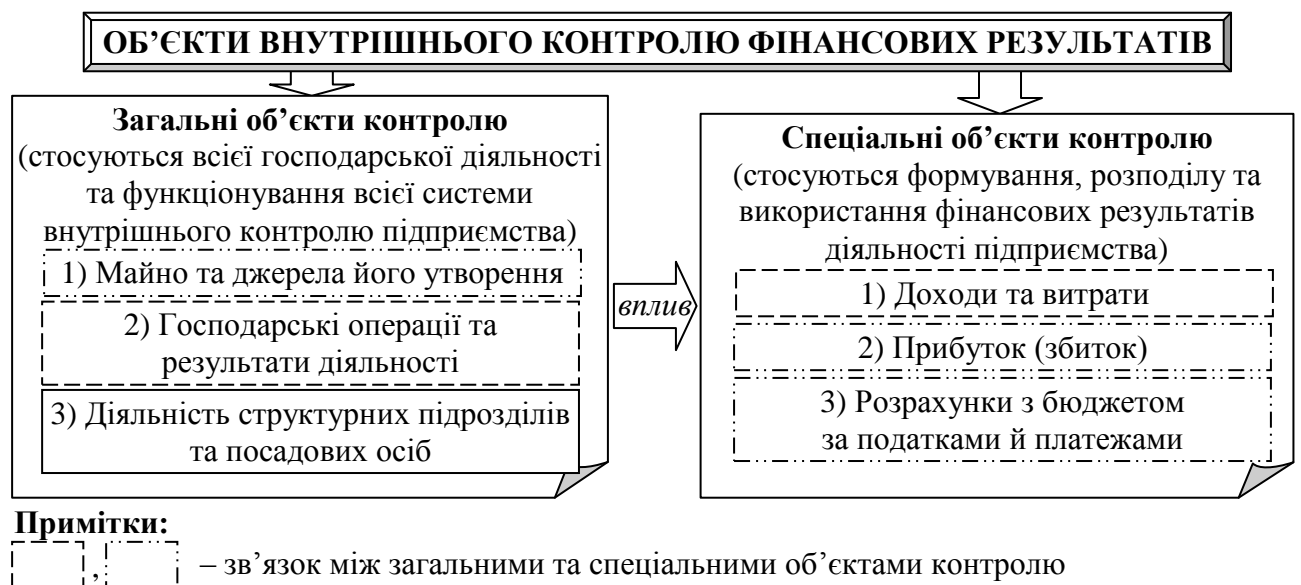 ОБ’ЄКТИ ВНУТРІШНЬОГО КОНТРОЛЮ ФІНАНСОВИХ РЕЗУЛЬТАТІВ
Загальні об’єкти контролю
(стосуються всієї господарської діяльності
та функціонування всієї системи
внутрішнього контролю підприємства)
1) Майно та джерела його утворення
2) Господарські операції та
результати діяльності
3) Діяльність структурних підрозділів
та посадових осіб
вплив
Спеціальні об’єкти контролю
(стосуються формування, розподілу та
використання фінансових результатів
діяльності підприємства)
1) Доходи та витрати
2) Прибуток (збиток)
3) Розрахунки з бюджетом
за податками й платежами
Примітки:
, – зв’язок між загальними та спеціальними об’єктами контролю